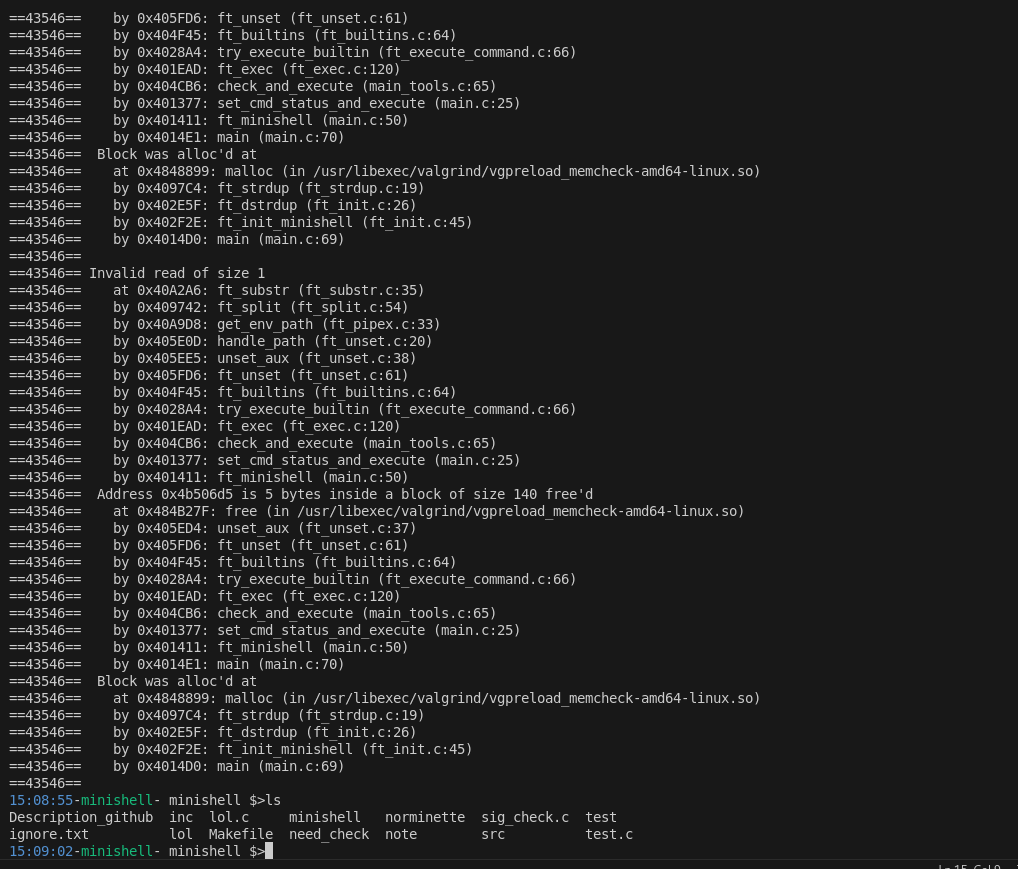 ==43546==    by 0x405FD6: ft_unset (ft_unset.c:61)
==43546==    by 0x404F45: ft_builtins (ft_builtins.c:64)
==43546==    by 0x4028A4: try_execute_builtin (ft_execute_command.c:66)
==43546==    by 0x401EAD: ft_exec (ft_exec.c:120)
==43546==    by 0x404CB6: check_and_execute (main_tools.c:65)
==43546==    by 0x401377: set_cmd_status_and_execute (main.c:25)
==43546==    by 0x401411: ft_minishell (main.c:50)
==43546==    by 0x4014E1: main (main.c:70)
==43546==  Block was alloc'd at
==43546==    at 0x4848899: malloc (in /usr/libexec/valgrind/vgpreload_memcheck-amd64-linux.so)
==43546==    by 0x4097C4: ft_strdup (ft_strdup.c:19)
==43546==    by 0x402E5F: ft_dstrdup (ft_init.c:26)
==43546==    by 0x402F2E: ft_init_minishell (ft_init.c:45)
==43546==    by 0x4014D0: main (main.c:69)
==43546==
==43546== Invalid read of size 1
==43546==    at 0x40A2A6: ft_substr (ft_substr.c:35)
==43546==    by 0x409742: ft_split (ft_split.c:54)
==43546==    by 0x40A9D8: get_env_path (ft_pipex.c:33)
==43546==    by 0x405E0D: handle_path (ft_unset.c:20)
==43546==    by 0x405EE5: unset_aux (ft_unset.c:38)
==43546==    by 0x405FD6: ft_unset (ft_unset.c:61)
==43546==    by 0x404F45: ft_builtins (ft_builtins.c:64)
==43546==    by 0x4028A4: try_execute_builtin (ft_execute_command.c:66)
==43546==    by 0x401EAD: ft_exec (ft_exec.c:120)
==43546==    by 0x404CB6: check_and_execute (main_tools.c:65)
==43546==    by 0x401377: set_cmd_status_and_execute (main.c:25)
==43546==    by 0x401411: ft_minishell (main.c:50)
==43546==  Address 0x4b506d5 is 5 bytes inside a block of size 140 free'd
==43546==    at 0x484B27F: free (in /usr/libexec/valgrind/vgpreload_memcheck-amd64-linux.so)
==43546==    by 0x405ED4: unset_aux (ft_unset.c:37)
==43546==    by 0x405FD6: ft_unset (ft_unset.c:61)
==43546==    by 0x404F45: ft_builtins (ft_builtins.c:64)
==43546==    by 0x4028A4: try_execute_builtin (ft_execute_command.c:66)
==43546==    by 0x401EAD: ft_exec (ft_exec.c:120)
==43546==    by 0x404CB6: check_and_execute (main_tools.c:65)
==43546==    by 0x401377: set_cmd_status_and_execute (main.c:25)
==43546==    by 0x401411: ft_minishell (main.c:50)
==43546==    by 0x4014E1: main (main.c:70)
==43546==  Block was alloc'd at
==43546==    at 0x4848899: malloc (in /usr/libexec/valgrind/vgpreload_memcheck-amd64-linux.so)
==43546==    by 0x4097C4: ft_strdup (ft_strdup.c:19)
==43546==    by 0x402E5F: ft_dstrdup (ft_init.c:26)
==43546==    by 0x402F2E: ft_init_minishell (ft_init.c:45)
==43546==    by 0x4014D0: main (main.c:69)
==43546==
15:08:55-minishell- minishell $>ls
Description_github  inc  lol.c     minishell   norminette  sig_check.c  test
ignore.txt          lol  Makefile  need_check  note        src          test.c
15:09:02-minishell- minishell $>